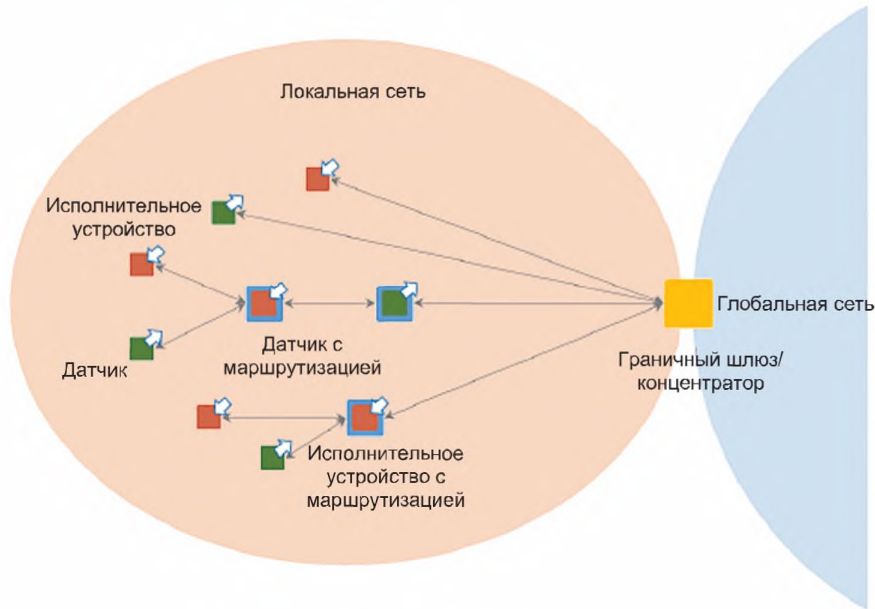 Локальная сеть
Исполнительное
устройство
Датчик
Датчик с
маршрутизацией
Исполнительное
устройство с
маршрутизацией
Граничный шлюз/
концентратор
Глобальная сеть